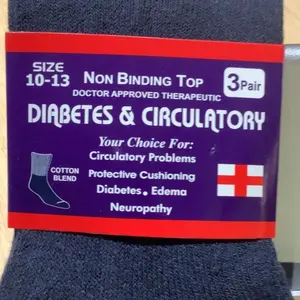 SIZE
10-13
NON BINDING TOP
3 Pair
DOCTOR APPROVED THERAPEUTIC
DIABETES & CIRCULATORY
Your Choice For:
Circulatory Problems
Protective Cushioning
Diabetes. Edema
Neuropathy
COTTON
BLEND